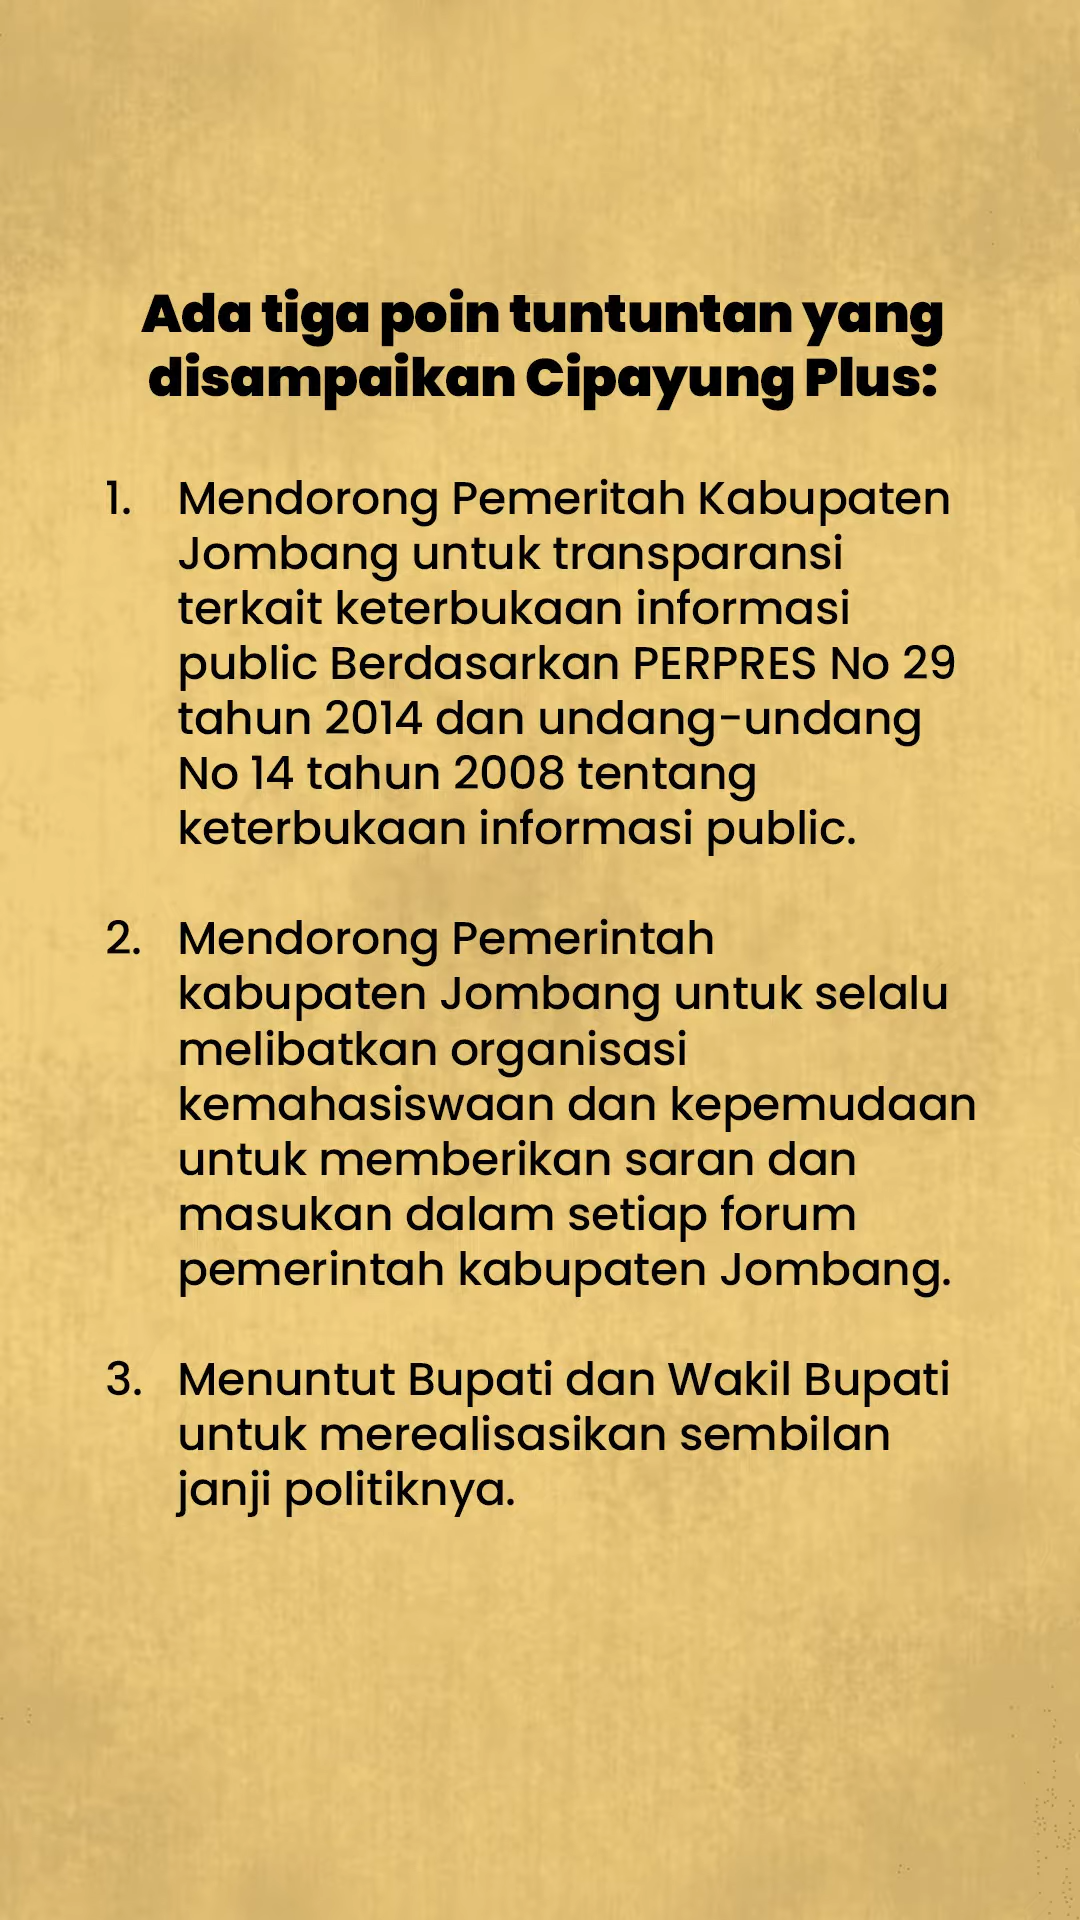 Ada tiga poin tuntuntan yang
disampaikan Cipayung Plus:
1. Mendorong Pemeritah Kabupaten
Jombang untuk transparansi
terkait keterbukaan informasi
public Berdasarkan PERPRES No 29
tahun 2014 dan undang-undang
No 14 tahun 2008 tentang
keterbukaan informasi public.
2. Mendorong Pemerintah
kabupaten Jombang untuk selalu
melibatkan organisasi
kemahasiswaan dan kepemudaan
untuk memberikan saran dan
masukan dalam setiap forum
pemerintah kabupaten Jombang.
3. Menuntut Bupati dan Wakil Bupati
untuk merealisasikan sembilan
janji politiknya.